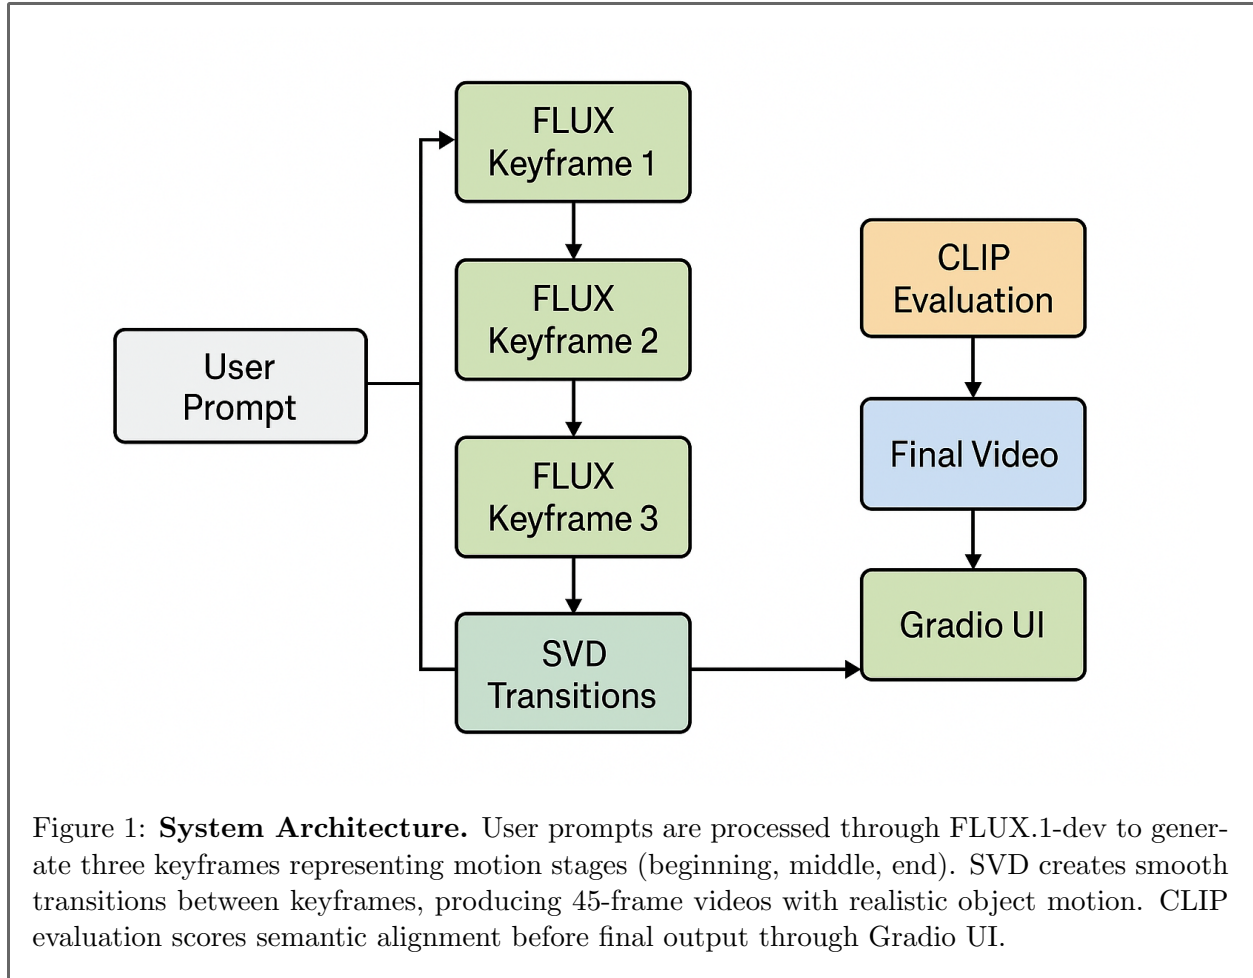 FLUX
Keyframe 1
FLUX
Keyframe 2
User
Prompt
FLUX
Keyframe 3
SVD
Transitions
CLIP
Evaluation
Final Video
Gradio UI
Figure 1: System Architecture. User prompts are processed through FLUX.1-dev to gener-
ate three keyframes representing motion stages (beginning, middle, end). SVD creates smooth
transitions between keyframes, producing 45-frame videos with realistic object motion. CLIP
evaluation scores semantic alignment before final output through Gradio UI.